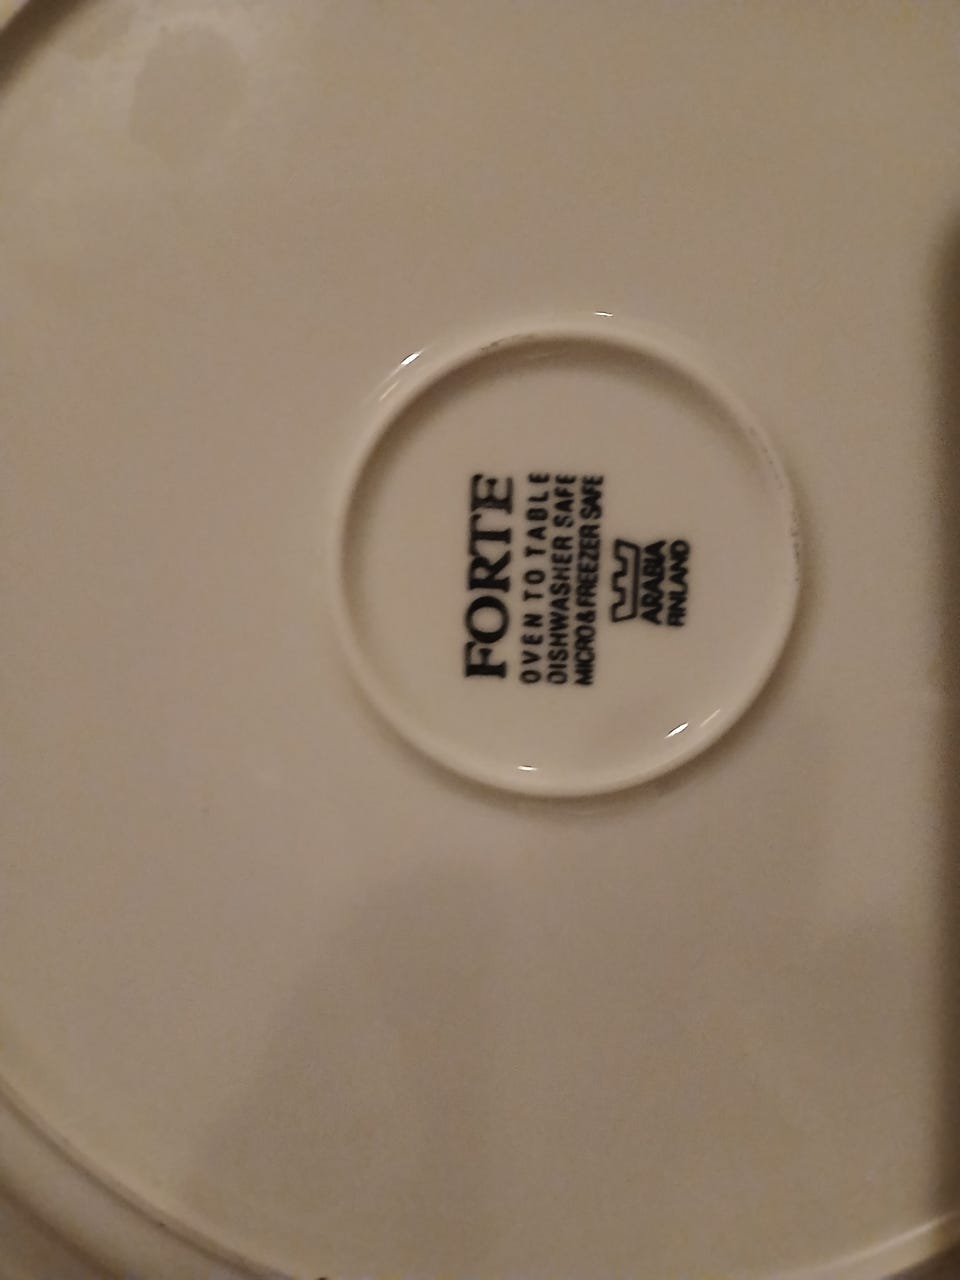 FORTE
OVEN TO TABLE
DISHWASHER SAFE
MICRO & FREEZER SAFE
ARABIA
FINLAND